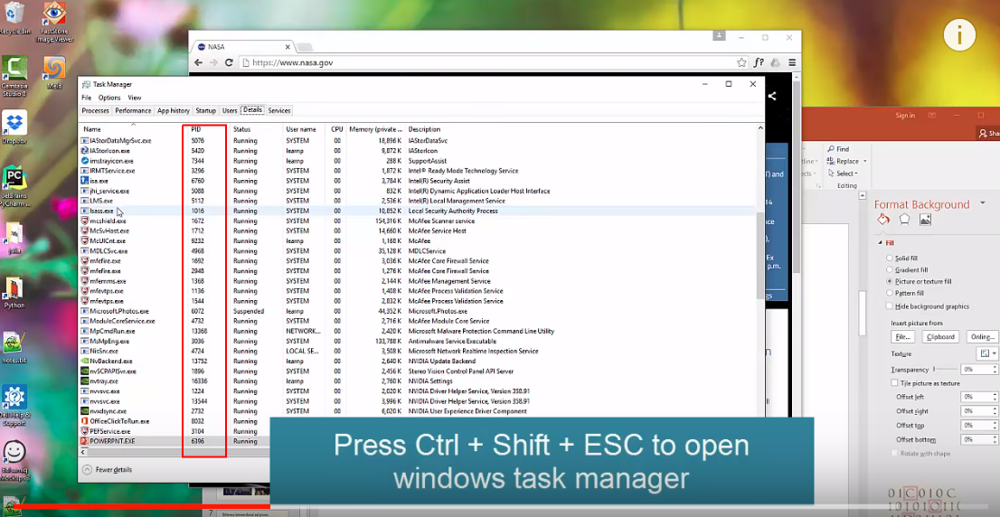 Recycle Bin
FastStone
Image Viewer
Camtasia
Studio 8
Meld
Dropbox
JetBrains
PyCharm ...
julia
Python
notes.txt
Dell Help &
Support
Balsamiq
Mockups 3
NASA
https://www.nasa.gov
f?
i
Task Manager
File Options View
Processes Performance App history Startup Users Details Services
Name PID Status User name CPU Memory (private ... Description
IAStorDataMgrSvc.exe 5076 Running SYSTEM 00 18,896 K IAStorDataSvc
IAStorIcon.exe 5420 Running learnp 00 9,872 K IAStorIcon
imstrayicon.exe 7344 Running learnp 00 288 K SupportAssist
IRMTService.exe 3296 Running SYSTEM 00 1,872 K Intel® Ready Mode Technology Service
isa.exe 6760 Running SYSTEM 00 3,784 K Intel(R) Security Assist
jhi_service.exe 5088 Running SYSTEM 00 832 K Intel(R) Dynamic Application Loader Host Interface
LMS.exe 5112 Running SYSTEM 00 2,536 K Intel(R) Local Management Service
lsass.exe 1016 Running SYSTEM 00 10,852 K Local Security Authority Process
mcshield.exe 1672 Running SYSTEM 00 154,316 K McAfee Scanner service
McSvHost.exe 1712 Running SYSTEM 00 14,660 K McAfee Service Host
McUICnt.exe 9232 Running learnp 00 1,168 K McAfee
MDLCSvc.exe 4968 Running SYSTEM 00 35,128 K MDLCService
mfefire.exe 1692 Running SYSTEM 00 3,036 K McAfee Core Firewall Service
mfefire.exe 2948 Running SYSTEM 00 1,276 K McAfee Core Firewall Service
mfemms.exe 1368 Running SYSTEM 00 2,144 K McAfee Management Service
mfevtps.exe 1136 Running SYSTEM 00 1,408 K McAfee Process Validation Service
mfevtps.exe 1544 Running SYSTEM 00 2,832 K McAfee Process Validation Service
Microsoft.Photos.exe 6072 Suspended learnp 00 44,352 K Microsoft.Photos.exe
ModuleCoreService.exe 4732 Running SYSTEM 00 2,716 K McAfee Module Core Service
MpCmdRun.exe 13368 Running NETWORK... 00 2,420 K Microsoft Malware Protection Command Line Utility
MsMpEng.exe 3036 Running SYSTEM 00 133,788 K Antimalware Service Executable
NisSrv.exe 4724 Running LOCAL SE... 00 3,508 K Microsoft Network Realtime Inspection Service
NvBackend.exe 13752 Running learnp 00 12,948 K NVIDIA Update Backend
nvSCPAPISvr.exe 1896 Running SYSTEM 00 2,456 K Stereo Vision Control Panel API Server
nvtray.exe 16336 Running learnp 00 2,760 K NVIDIA Settings
nvvsvc.exe 1224 Running SYSTEM 00 2,020 K NVIDIA Driver Helper Service, Version 358.91
nvvsvc.exe 13544 Running SYSTEM 00 3,996 K NVIDIA Driver Helper Service, Version 358.91
nvxdsync.exe 2732 Running SYSTEM 00 6,020 K NVIDIA User Experience Driver Component
OfficeClickToRun.exe 8032 Running
PEFService.exe 3104 Running
POWERPNT.EXE 6396 Running
Fewer details
Press Ctrl + Shift + ESC to open
windows task manager
Sign in
Sha
Find
Replace
Select
Editing
Format Background
Fill
Solid fill
Gradient fill
Picture or texture fill
Pattern fill
Hide background graphics
Insert picture from
File... Clipboard Online...
Texture
Transparency 0%
Tile picture as texture
Offset left 0%
Offset right 0%
Offset top 0%
Offset bottom 0%
Rotate with shape